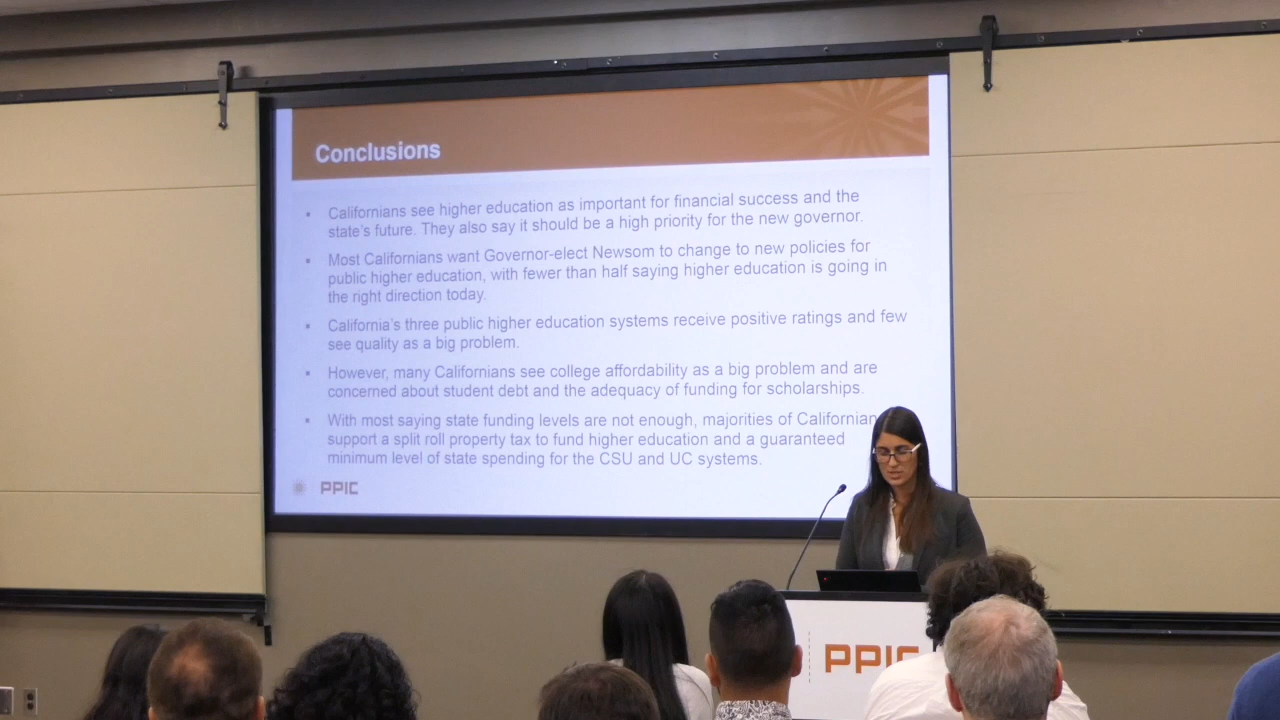 Conclusions
• Californians see higher education as important for financial success and the
state's future. They also say it should be a high priority for the new governor.
• Most Californians want Governor-elect Newsom to change to new policies for
public higher education, with fewer than half saying higher education is going in
the right direction today.
• California's three public higher education systems receive positive ratings and few
see quality as a big problem.
• However, many Californians see college affordability as a big problem and are
concerned about student debt and the adequacy of funding for scholarships.
• With most saying state funding levels are not enough, majorities of Californian
support a split roll property tax to fund higher education and a guaranteed
minimum level of state spending for the CSU and UC systems.
PPIC
PPIC